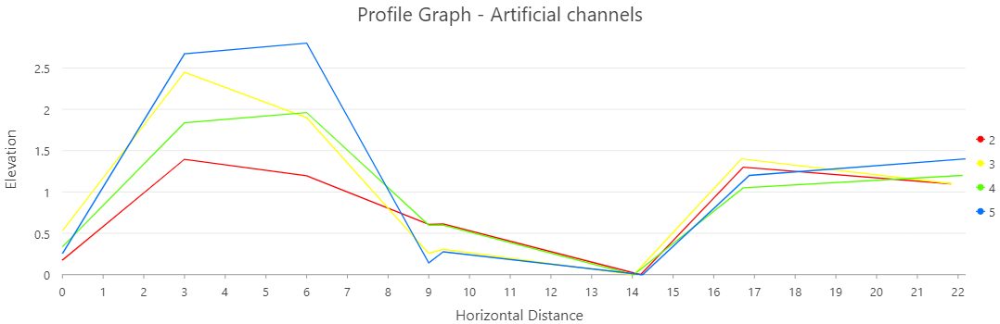 Profile Graph - Artificial channels
Elevation
2.5
2
1.5
1
0.5
0
0 1 2 3 4 5 6 7 8 9 10 11 12 13 14 15 16 17 18 19 20 21 22
Horizontal Distance
2
3
4
5